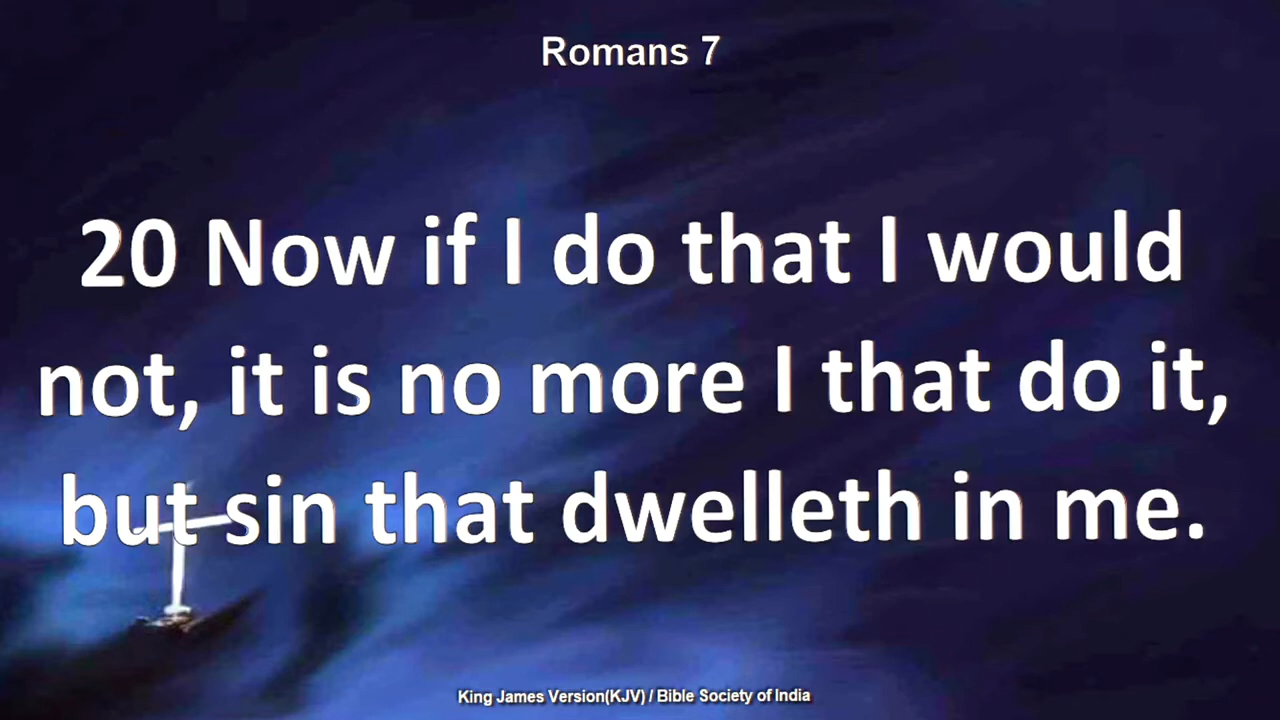 Romans 7
20 Now if I do that I would
not, it is no more I that do it,
but sin that dwelleth in me.
King James Version(KJV) / Bible Society of India